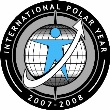 INTERNATIONAL POLAR YEAR
2007-2008